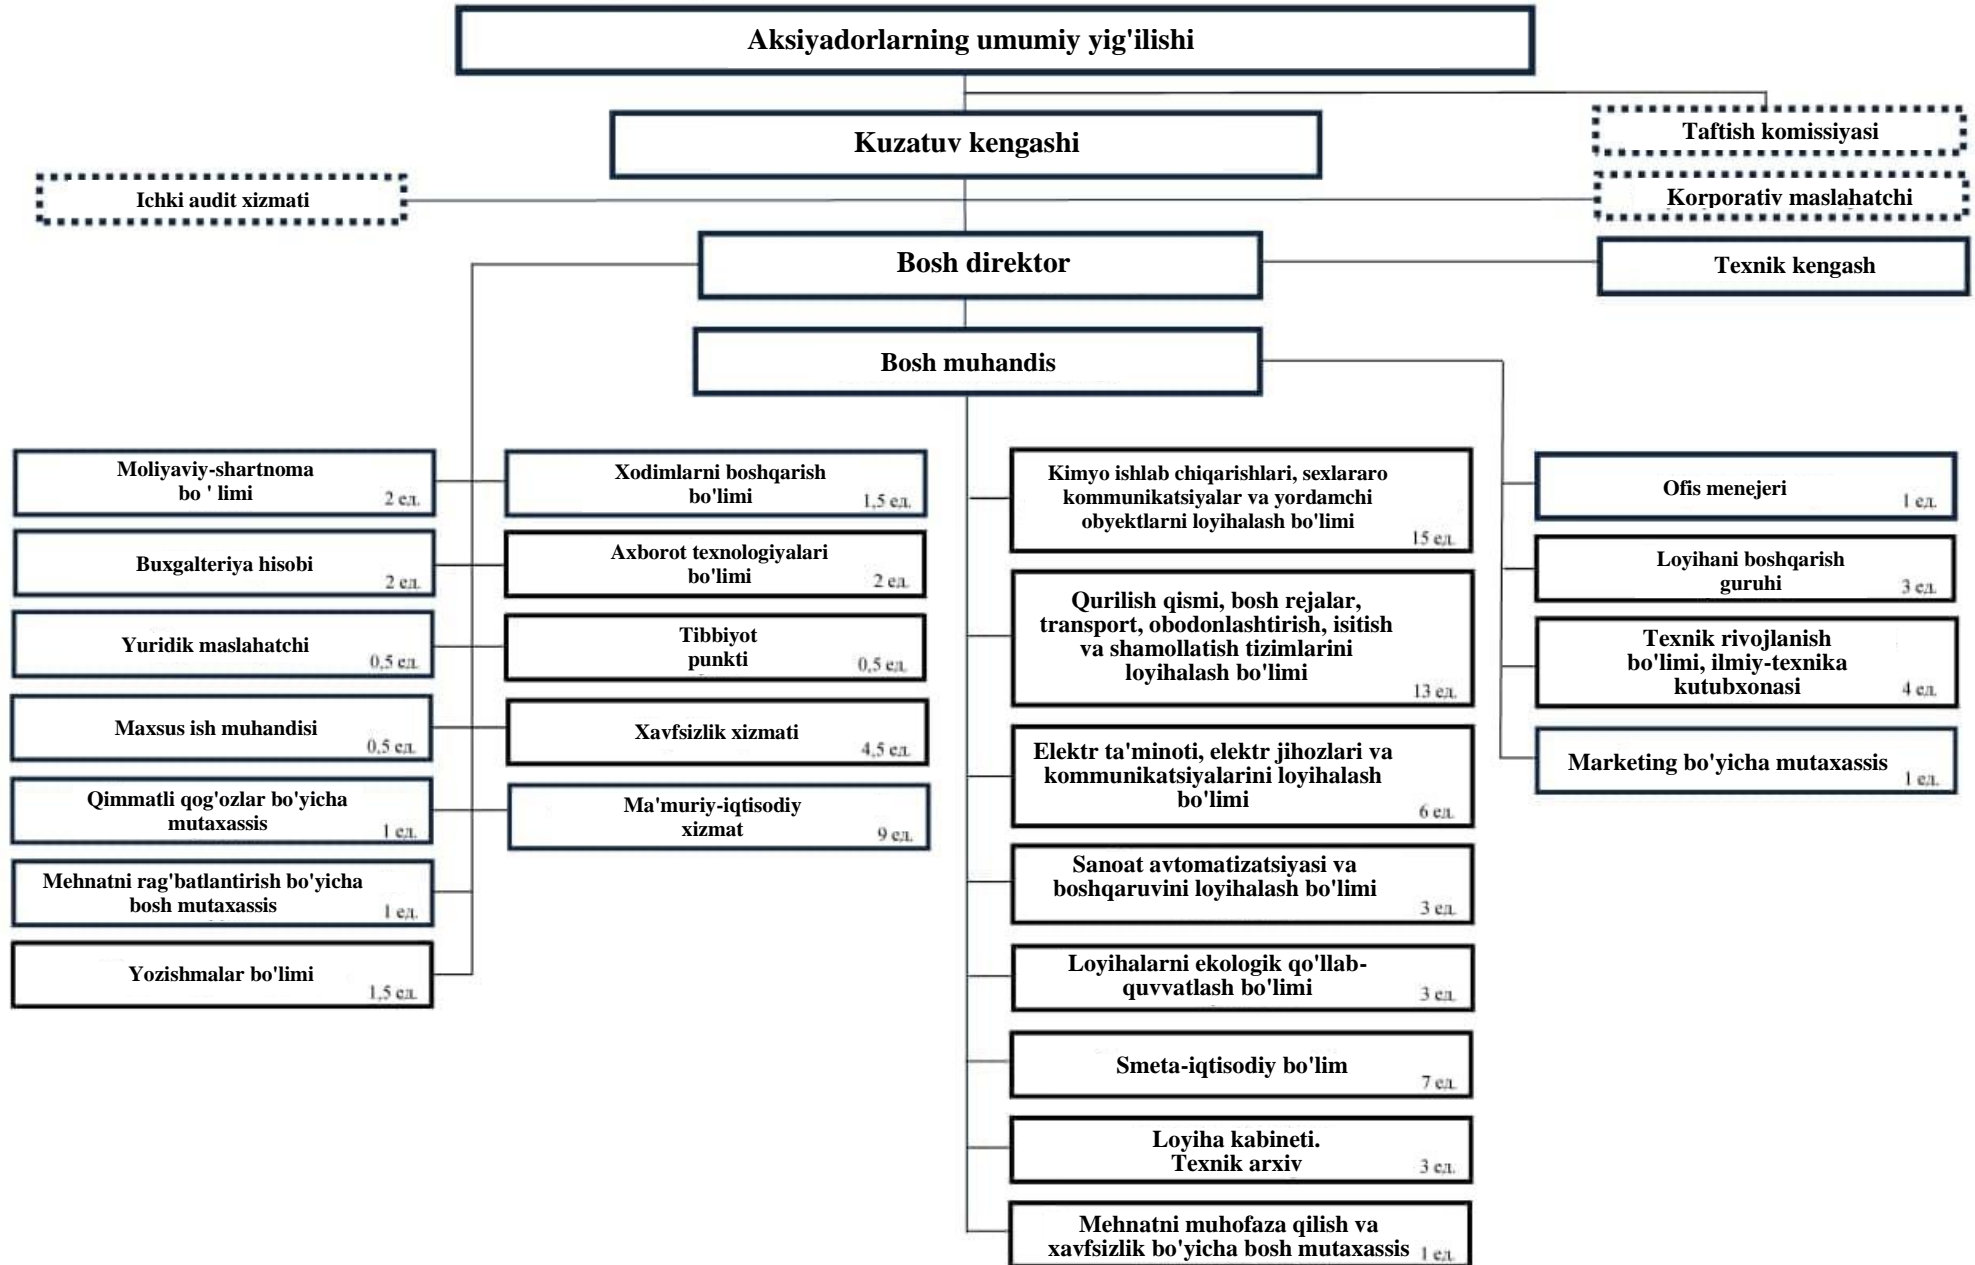 Aksiyadorlarning umumiy yig'ilishi
Kuzatuv kengashi
Taftish komissiyasi
Ichki audit xizmati
Korporativ maslahatchi
Bosh direktor
Texnik kengash
Bosh muhandis
Moliyaviy-shartnoma
bo ' limi
2 ед.
Buxgalteriya hisobi
2 ед.
Yuridik maslahatchi
0,5 ед.
Maxsus ish muhandisi
0,5 ед.
Qimmatli qog'ozlar bo'yicha
mutaxassis
1 ед.
Mehnatni rag'batlantirish bo'yicha
bosh mutaxassis
1 ед.
Yozishmalar bo'limi
1,5 ед.
Xodimlarni boshqarish
bo'limi
1,5 ед.
Axborot texnologiyalari
bo'limi
2 ед.
Tibbiyot
punkti
0,5 ед.
Xavfsizlik xizmati
4,5 ед.
Ma'muriy-iqtisodiy
xizmat
9 ед.
Kimyo ishlab chiqarishlari, sexlararo
kommunikatsiyalar va yordamchi
obyektlarni loyihalash bo'limi
15 ед.
Qurilish qismi, bosh rejalar,
transport, obodonlashtirish, isitish
va shamollatish tizimlarini
loyihalash bo'limi
13 ед.
Elektr ta'minoti, elektr jihozlari va
kommunikatsiyalarini loyihalash
bo'limi
6 ед.
Sanoat avtomatizatsiyasi va
boshqaruvini loyihalash bo'limi
3 ед.
Loyihalarni ekologik qo'llab-
quvvatlash bo'limi
3 ед.
Smeta-iqtisodiy bo'lim
7 ед.
Loyiha kabineti.
Texnik arxiv
3 ед.
Mehnatni muhofaza qilish va
xavfsizlik bo'yicha bosh mutaxassis
1 ед.
Ofis menejeri
1 ед.
Loyihani boshqarish
guruhi
3 ед.
Texnik rivojlanish
bo'limi, ilmiy-texnika
kutubxonasi
4 ед.
Marketing bo'yicha mutaxassis
1 ед.